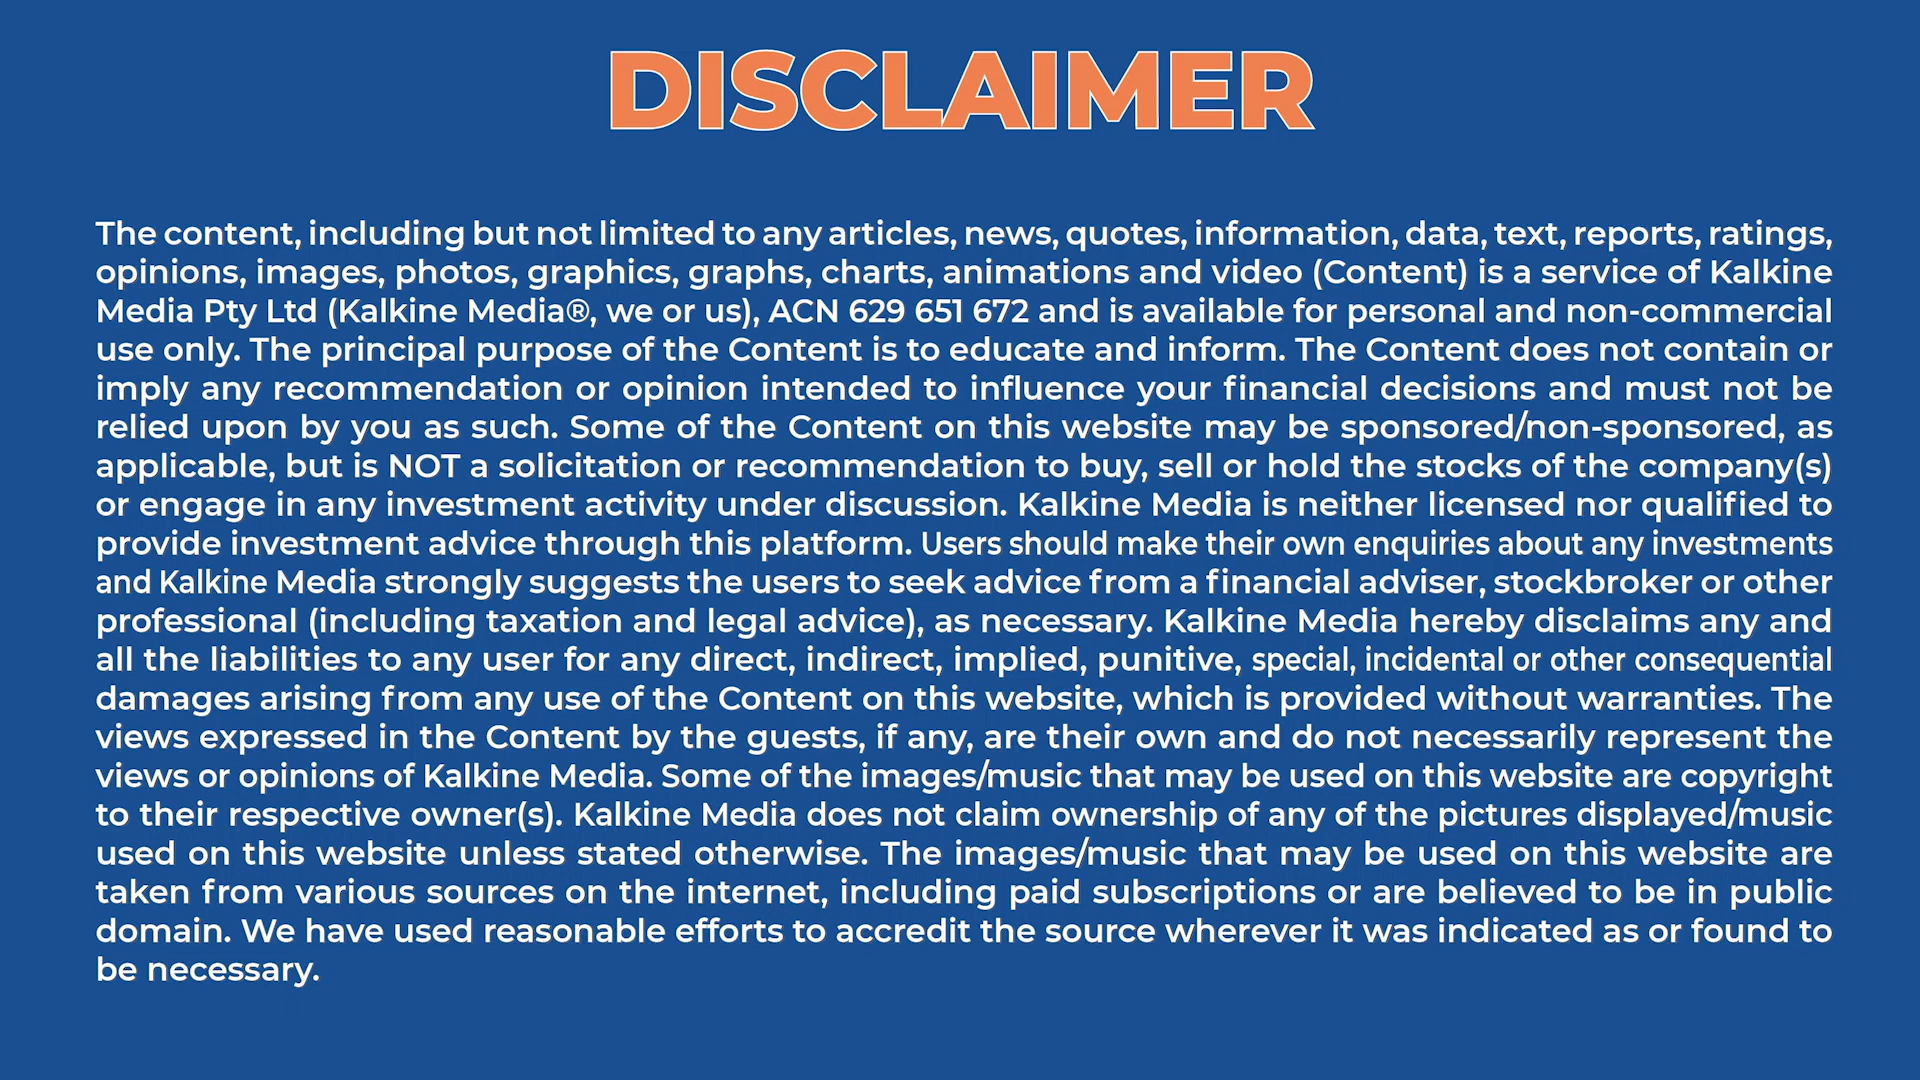 DISCLAIMER
The content, including but not limited to any articles, news, quotes, information, data, text, reports, ratings,
opinions, images, photos, graphics, graphs, charts, animations and video (Content) is a service of Kalkine
Media Pty Ltd (Kalkine Media®, we or us), ACN 629 651 672 and is available for personal and non-commercial
use only. The principal purpose of the Content is to educate and inform. The Content does not contain or
imply any recommendation or opinion intended to influence your financial decisions and must not be
relied upon by you as such. Some of the Content on this website may be sponsored/non-sponsored, as
applicable, but is NOT a solicitation or recommendation to buy, sell or hold the stocks of the company(s)
or engage in any investment activity under discussion. Kalkine Media is neither licensed nor qualified to
provide investment advice through this platform. Users should make their own enquiries about any investments
and Kalkine Media strongly suggests the users to seek advice from a financial adviser, stockbroker or other
professional (including taxation and legal advice), as necessary. Kalkine Media hereby disclaims any and
all the liabilities to any user for any direct, indirect, implied, punitive, special, incidental or other consequential
damages arising from any use of the Content on this website, which is provided without warranties. The
views expressed in the Content by the guests, if any, are their own and do not necessarily represent the
views or opinions of Kalkine Media. Some of the images/music that may be used on this website are copyright
to their respective owner(s). Kalkine Media does not claim ownership of any of the pictures displayed/music
used on this website unless stated otherwise. The images/music that may be used on this website are
taken from various sources on the internet, including paid subscriptions or are believed to be in public
domain. We have used reasonable efforts to accredit the source wherever it was indicated as or found to
be necessary.